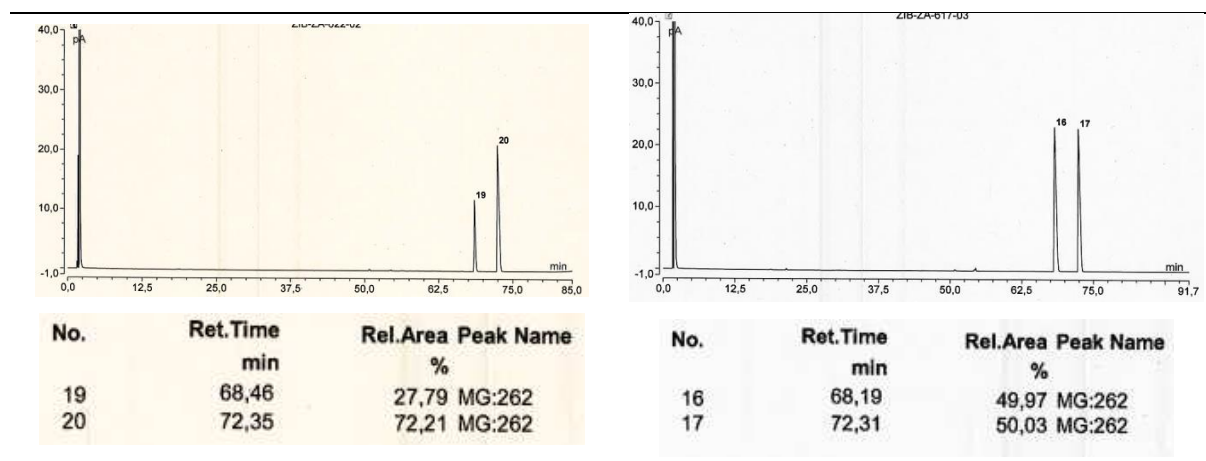 40,0
pA
30,0
20,0
10,0
-1,0
19
20
min
0,0 12,5 25,0 37,5 50,0 62,5 75,0 85,0
No. Ret.Time Rel.Area Peak Name
min %
19 68,46 27,79 MG:262
20 72,35 72,21 MG:262
ZIB-ZA-617-03
40,0
pA
30,0
20,0
10,0
-1,0
16 17
min
0,0 12,5 25,0 37,5 50,0 62,5 75,0 91,7
No. Ret.Time Rel.Area Peak Name
min %
16 68,19 49,97 MG:262
17 72,31 50,03 MG:262